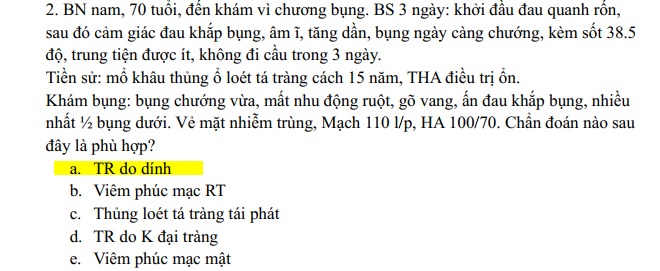 2. BN nam, 70 tuổi, đến khám vì chương bụng. BS 3 ngày: khởi đầu đau quanh rốn,
sau đó cảm giác đau khắp bụng, âm ĩ, tăng dần, bụng ngày càng chướng, kèm sốt 38.5
độ, trung tiện được ít, không đi cầu trong 3 ngày.
Tiền sử: mổ khâu thủng ổ loét tá tràng cách 15 năm, THA điều trị ổn.
Khám bụng: bụng chướng vừa, mất nhu động ruột, gõ vang, ấn đau khắp bụng, nhiều
nhất ½ bụng dưới. Vẻ mặt nhiễm trùng, Mạch 110 l/p, HA 100/70. Chẩn đoán nào sau
đây là phù hợp?
a. TR do dính
b. Viêm phúc mạc RT
c. Thủng loét tá tràng tái phát
d. TR do K đại tràng
e. Viêm phúc mạc mật